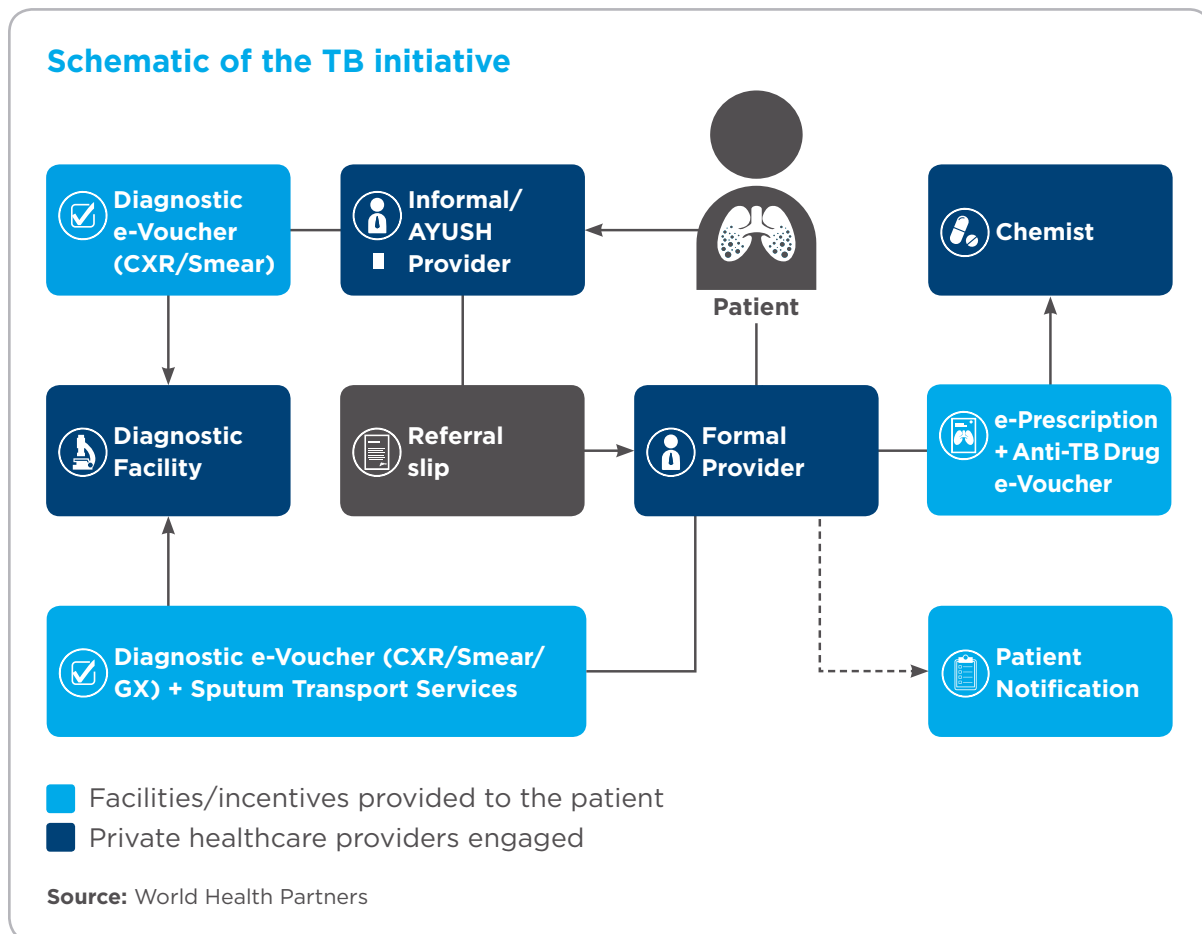 Schematic of the TB initiative
Diagnostic
e-Voucher
(CXR/Smear)
Informal/
AYUSH
Provider
Patient
Chemist
Diagnostic
Facility
Referral
slip
Formal
Provider
e-Prescription
+ Anti-TB Drug
e-Voucher
Diagnostic e-Voucher (CXR/Smear/
GX) + Sputum Transport Services
Patient
Notification
Facilities/incentives provided to the patient
Private healthcare providers engaged
Source: World Health Partners